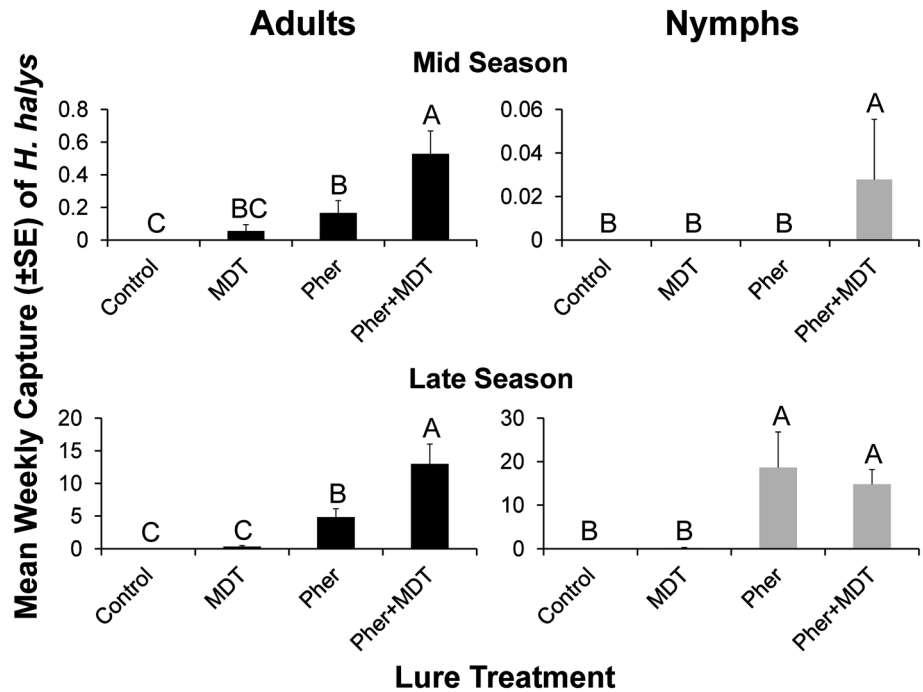 Adults
Nymphs
Mean Weekly Capture (±SE) of H. halys
Mid Season
0.8
0.6
0.4
0.2
0
C
BC
B
A
Control
MDT
Pher
Pher+MDT
0.06
0.04
0.02
0
B
B
B
A
Control
MDT
Pher
Pher+MDT
Late Season
20
15
10
5
0
C
C
B
A
Control
MDT
Pher
Pher+MDT
30
20
10
0
B
B
A
A
Control
MDT
Pher
Pher+MDT
Lure Treatment